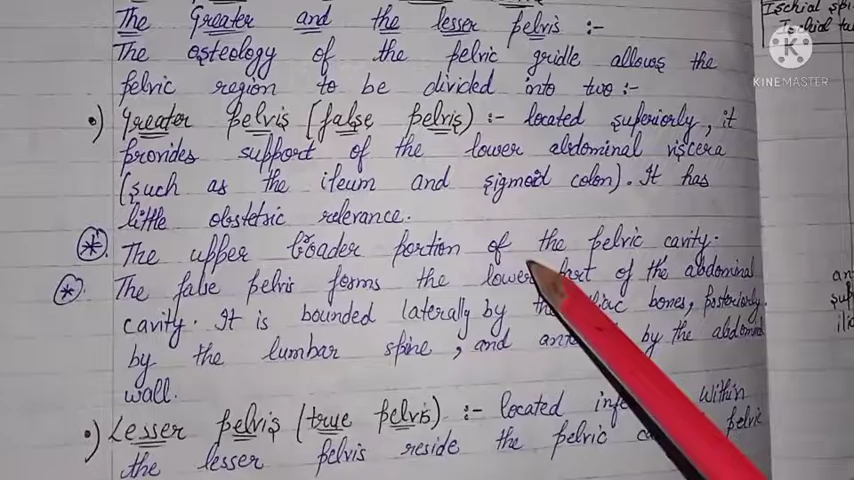 The Greater and the lesser pelvis :-
The osteology of the pelvic gridle allows the
pelvic region to be divided into two :-
•) Greater pelvis (false pelvis) :- located superiorly, it
provides support of the lower abdominal viscera
(such as the ileum and sigmoid colon). It has
little obstetric relevance.
* The upper broader portion of the pelvic cavity.
* The false pelvis forms the lower part of the abdominal
cavity. It is bounded laterally by the iliac bones, posteriorly
by the lumbar spine, and by the abdominal
wall.
•) Lesser pelvis (true pelvis) :- located within
the lesser pelvis reside the pelvic pelvic
Ischial
Ischial
KINEMASTER